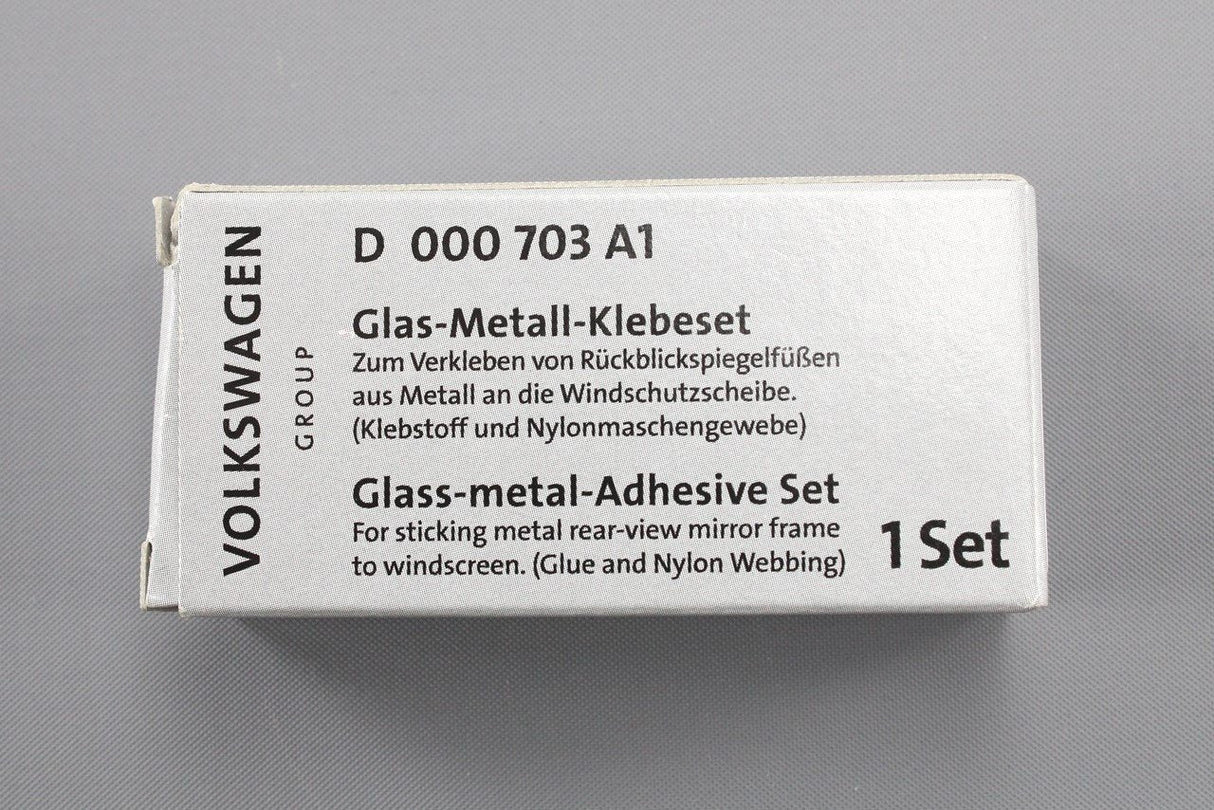 VOLKSWAGEN
GROUP
D 000 703 A1
Glas-Metall-Klebeset
Zum Verkleben von Rückblickspiegelfüßen
aus Metall an die Windschutzscheibe.
(Klebstoff und Nylonmaschengewebe)
Glass-metal-Adhesive Set
For sticking metal rear-view mirror frame
to windscreen. (Glue and Nylon Webbing)
1 Set